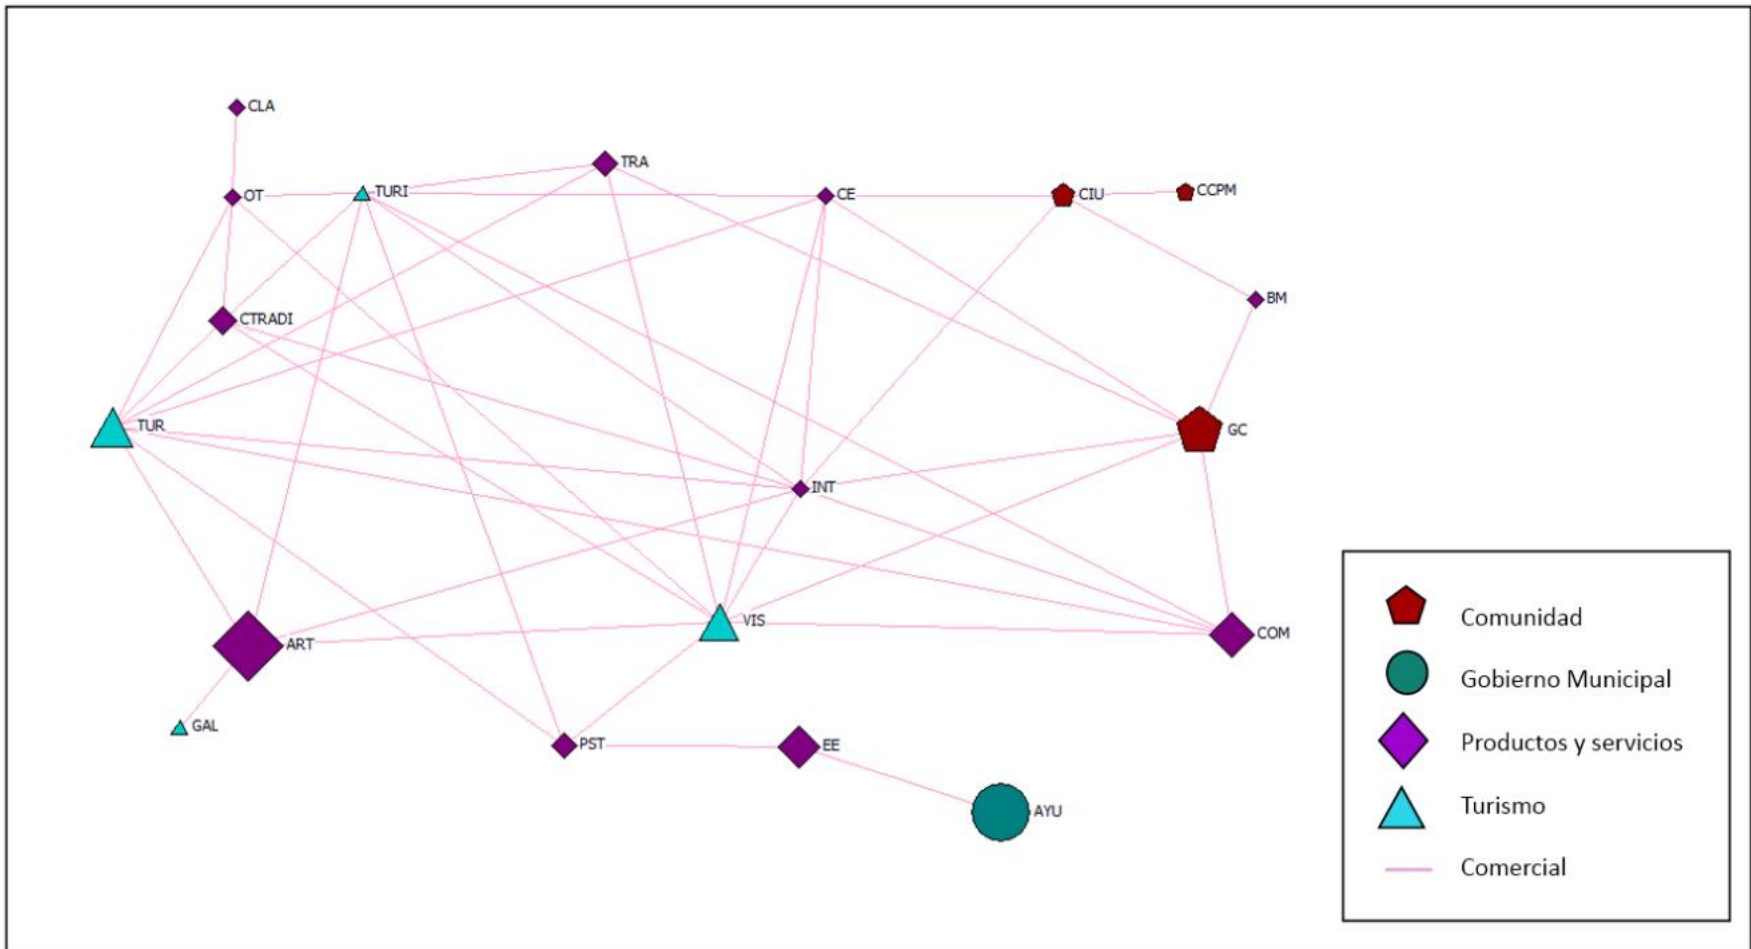 CLA
TRA
OT
TURI
CE
CIU
CCPM
BM
CTRADI
TUR
GC
INT
VIS
COM
ART
GAL
PST
EE
AYU
Comunidad
Gobierno Municipal
Productos y servicios
Turismo
Comercial